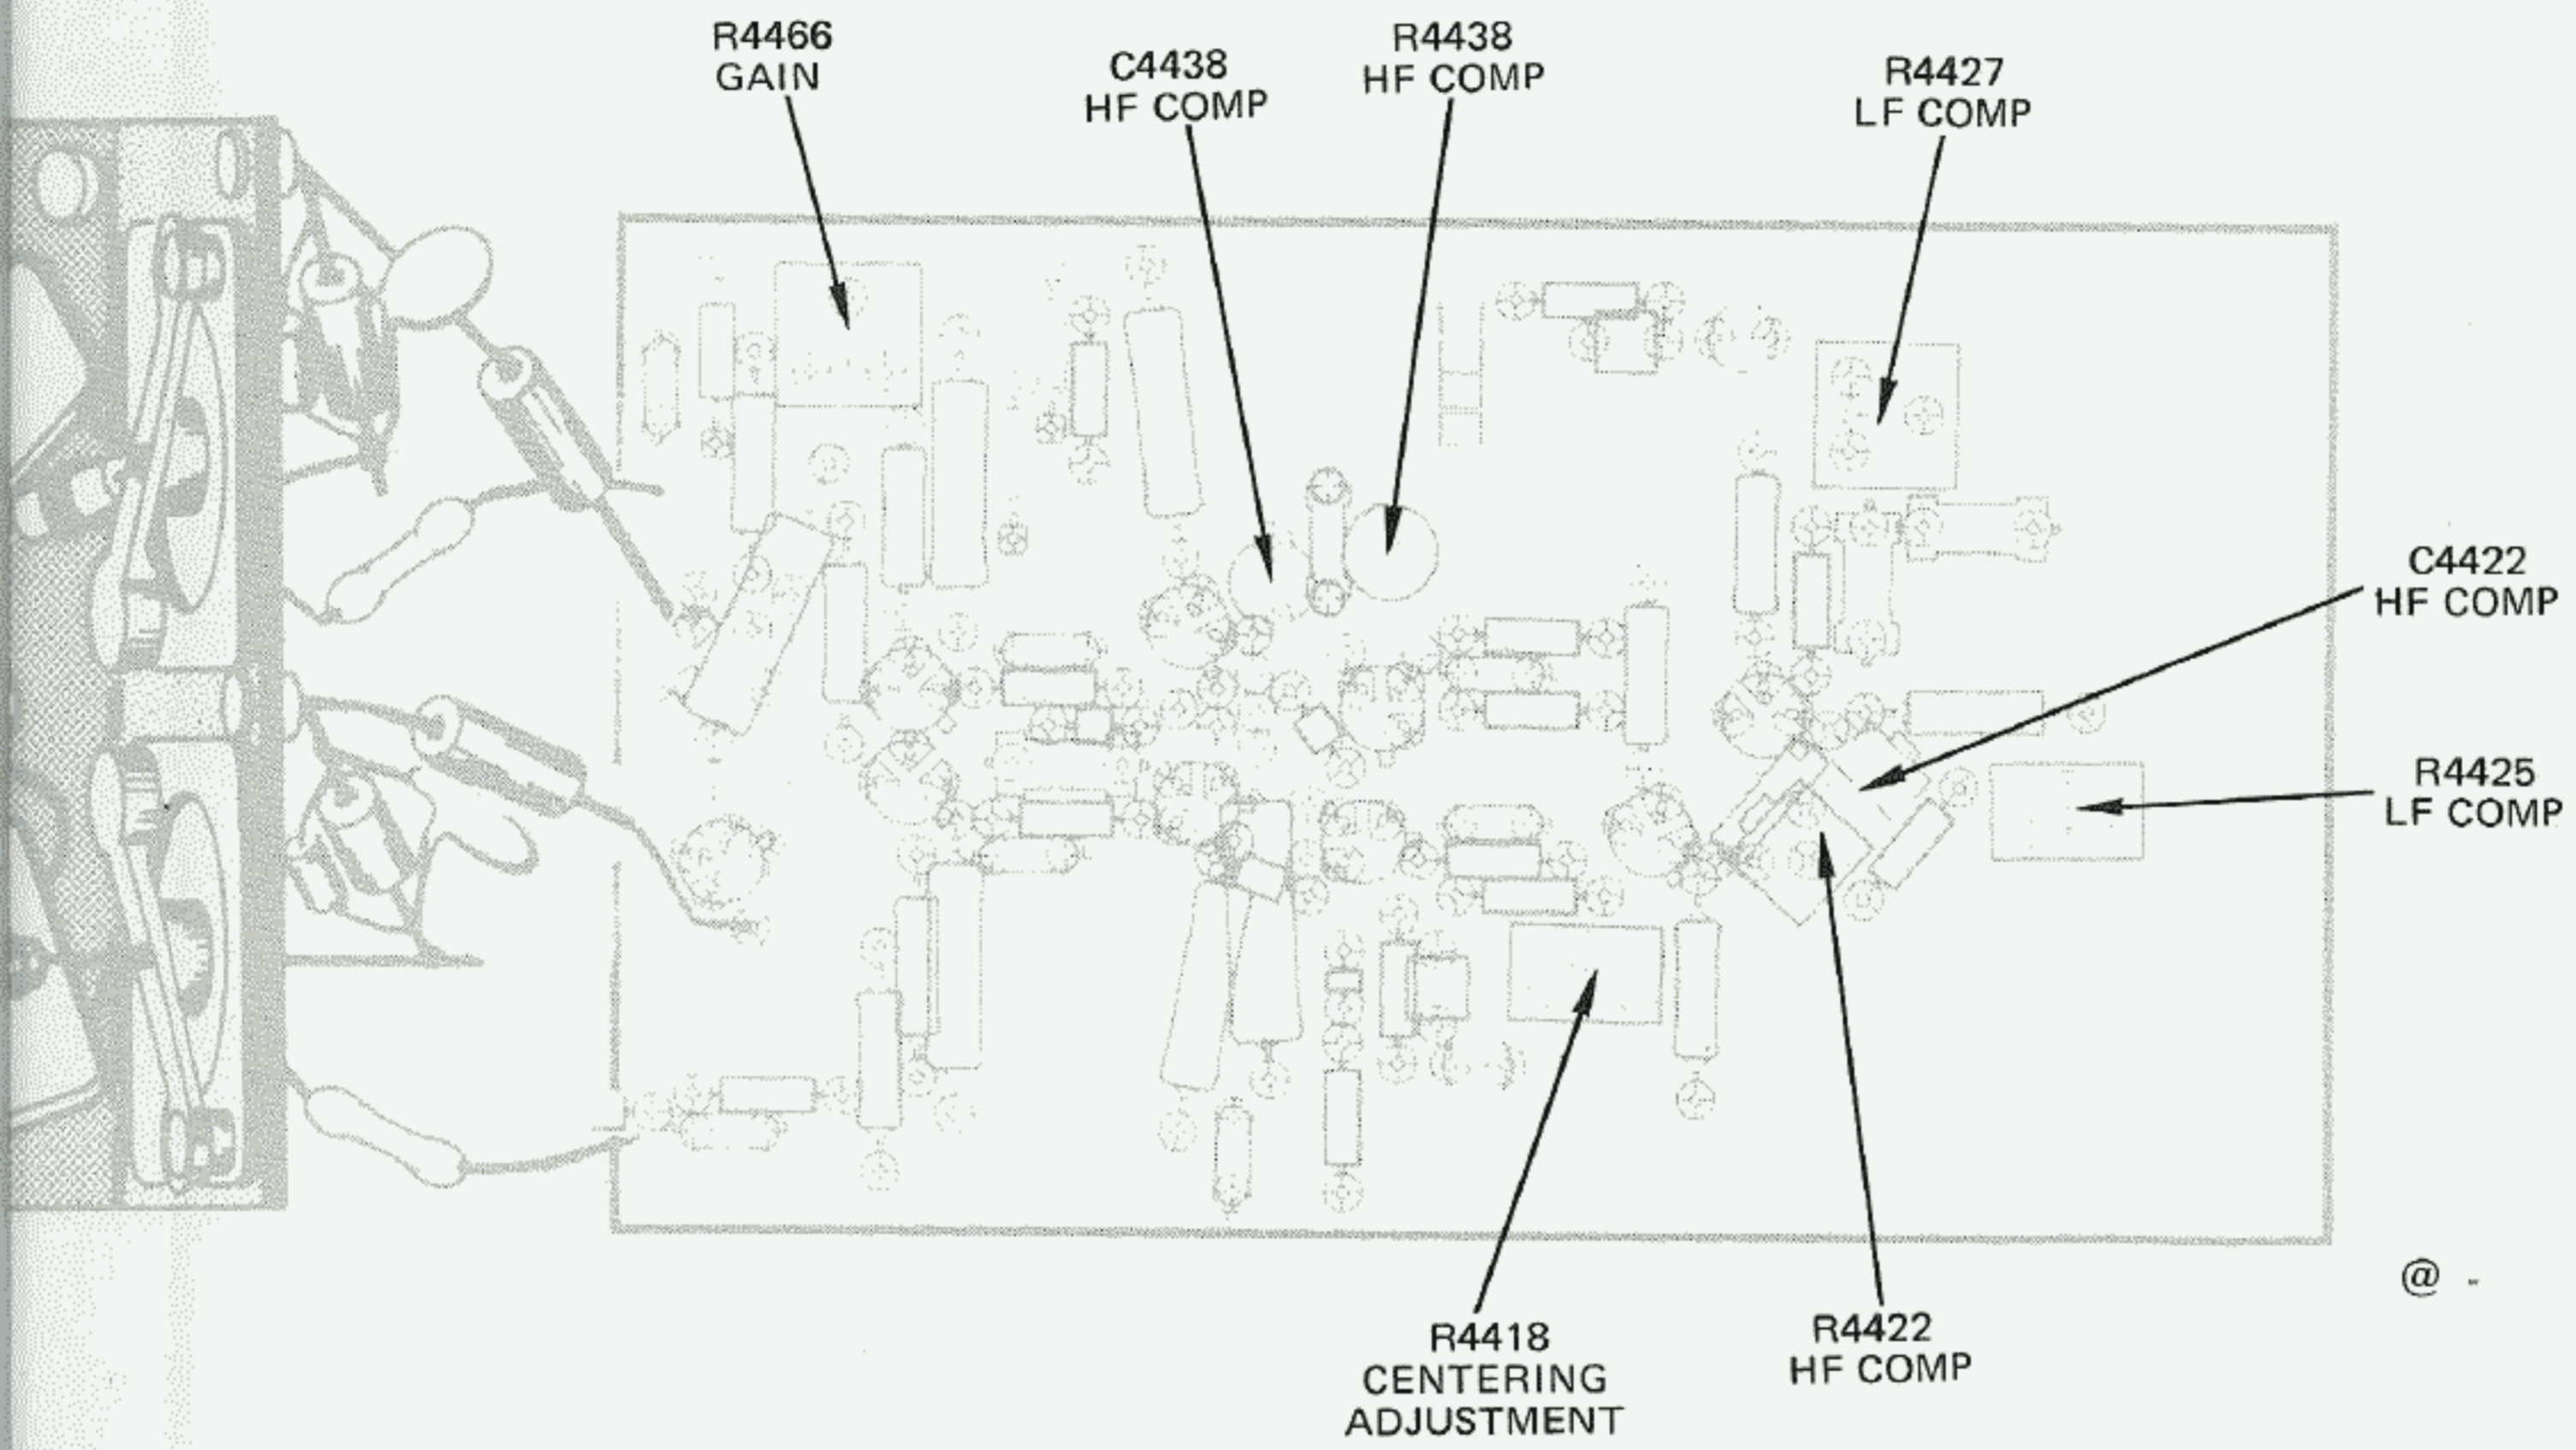 R4466
GAIN
C4438
HF COMP
R4438
HF COMP
R4427
LF COMP
C4422
HF COMP
R4425
LF COMP
R4418
CENTERING
ADJUSTMENT
R4422
HF COMP
@ -